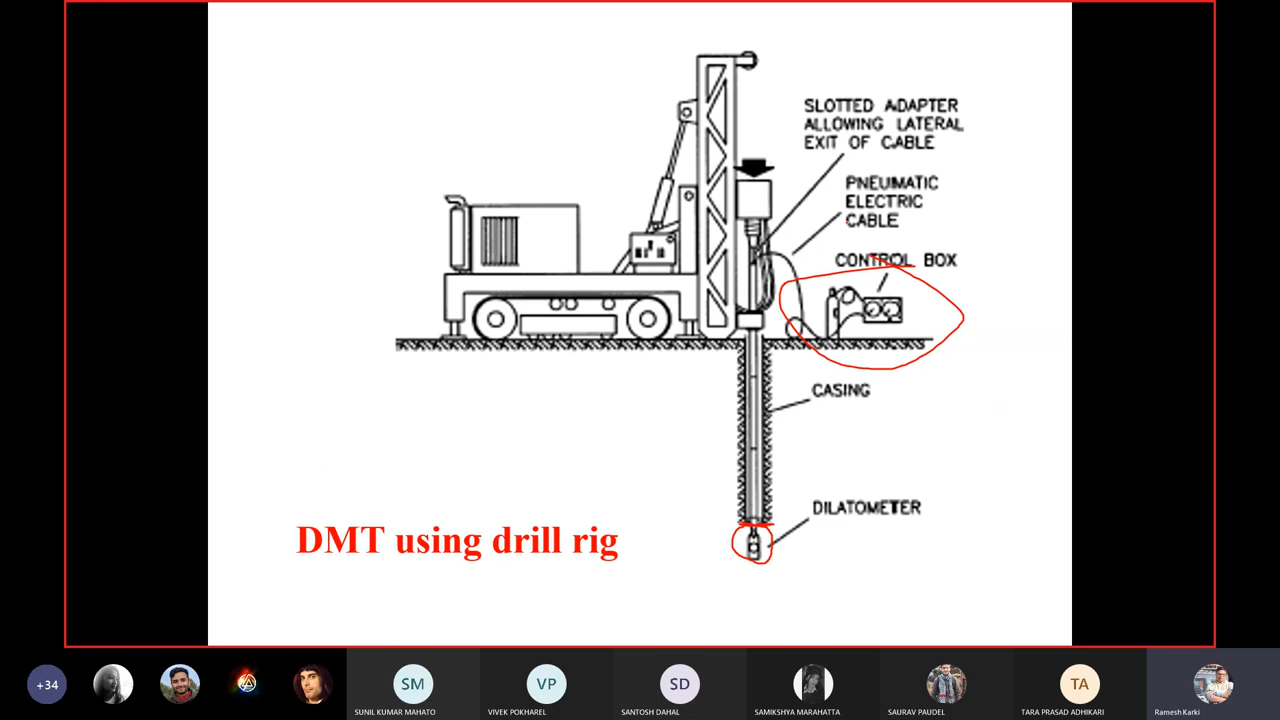 SLOTTED ADAPTER
ALLOWING LATERAL
EXIT OF CABLE
PNEUMATIC
ELECTRIC
CABLE
CONTROL BOX
CASING
DILATOMETER
DMT using drill rig
+34
SM
VP
SD
TA
SUNIL KUMAR MAHATO
VIVEK POKHAREL
SANTOSH DAHAL
SAMIKSHYA MARAHATTA
SAURAV PAUDEL
TARA PRASAD ADHIKARI
Ramesh Karki